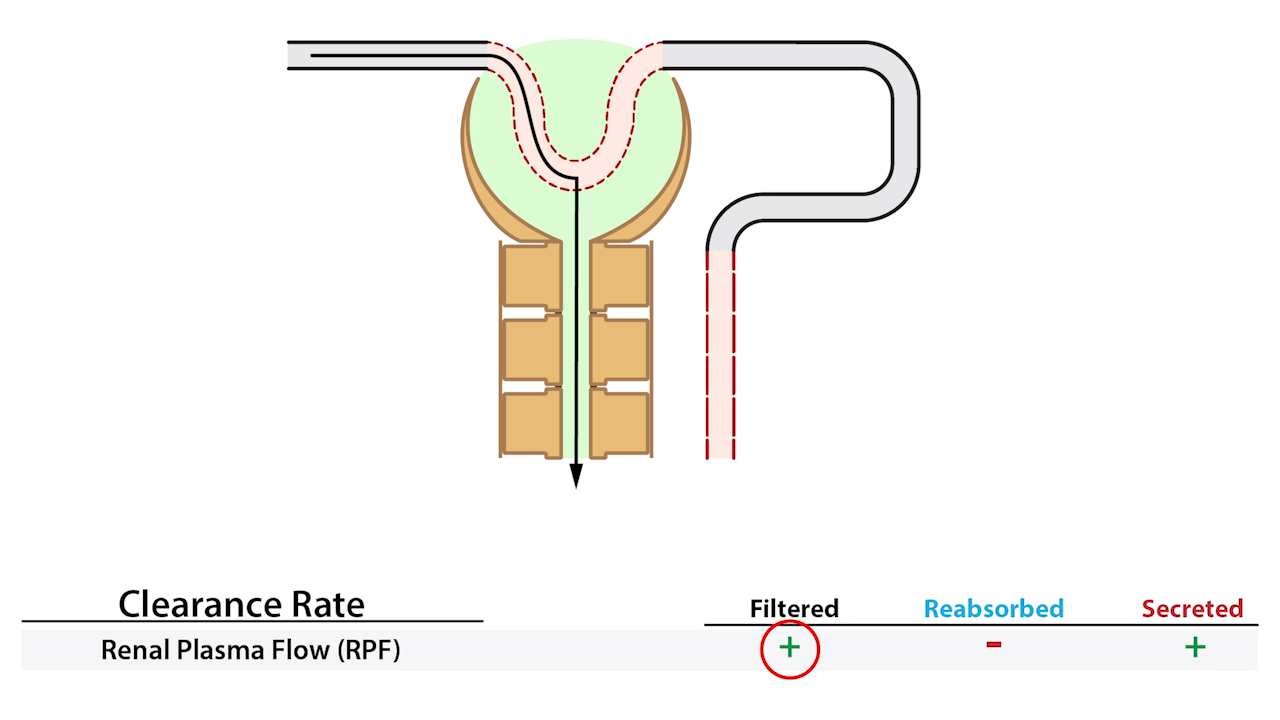 Clearance Rate
Filtered Reabsorbed Secreted
Renal Plasma Flow (RPF) + - +